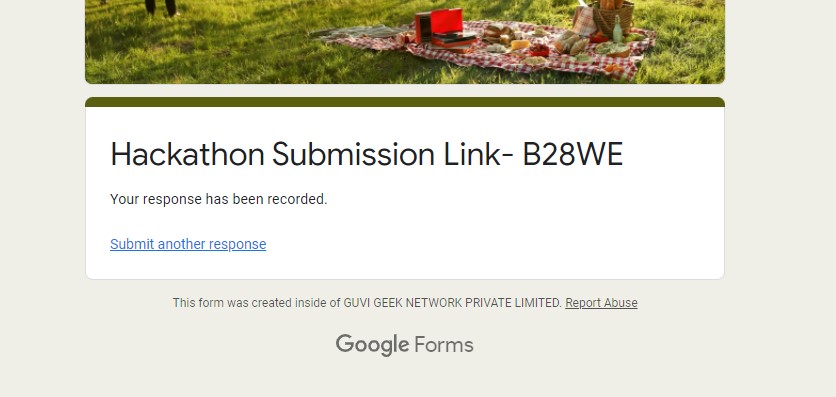 Hackathon Submission Link- B28WE
Your response has been recorded.
Submit another response
This form was created inside of GUVI GEEK NETWORK PRIVATE LIMITED. Report Abuse
Google Forms